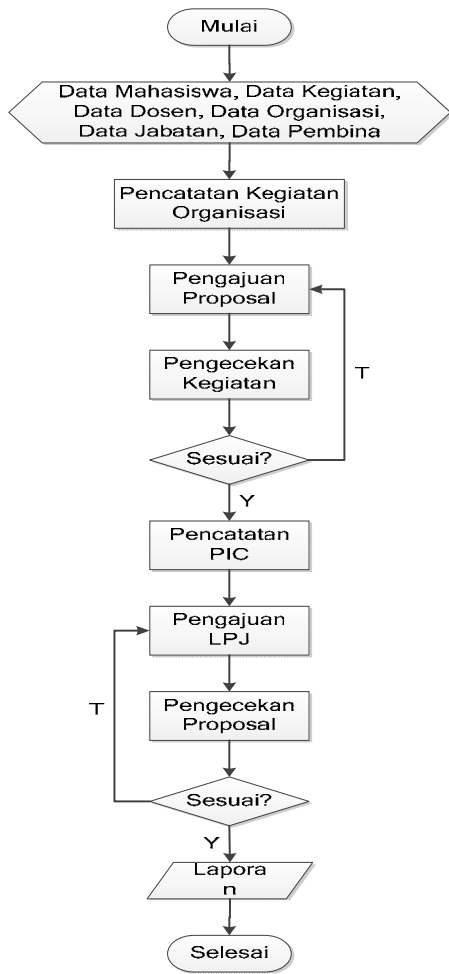 Mulai
Data Mahasiswa, Data Kegiatan,
Data Dosen, Data Organisasi,
Data Jabatan, Data Pembina
Pencatatan Kegiatan
Organisasi
Pengajuan
Proposal
Pengecekan
Kegiatan
T
Sesuai?
Y
Pencatatan
PIC
Pengajuan
LPJ
Pengecekan
Proposal
T
Sesuai?
Y
Lapora
n
Selesai